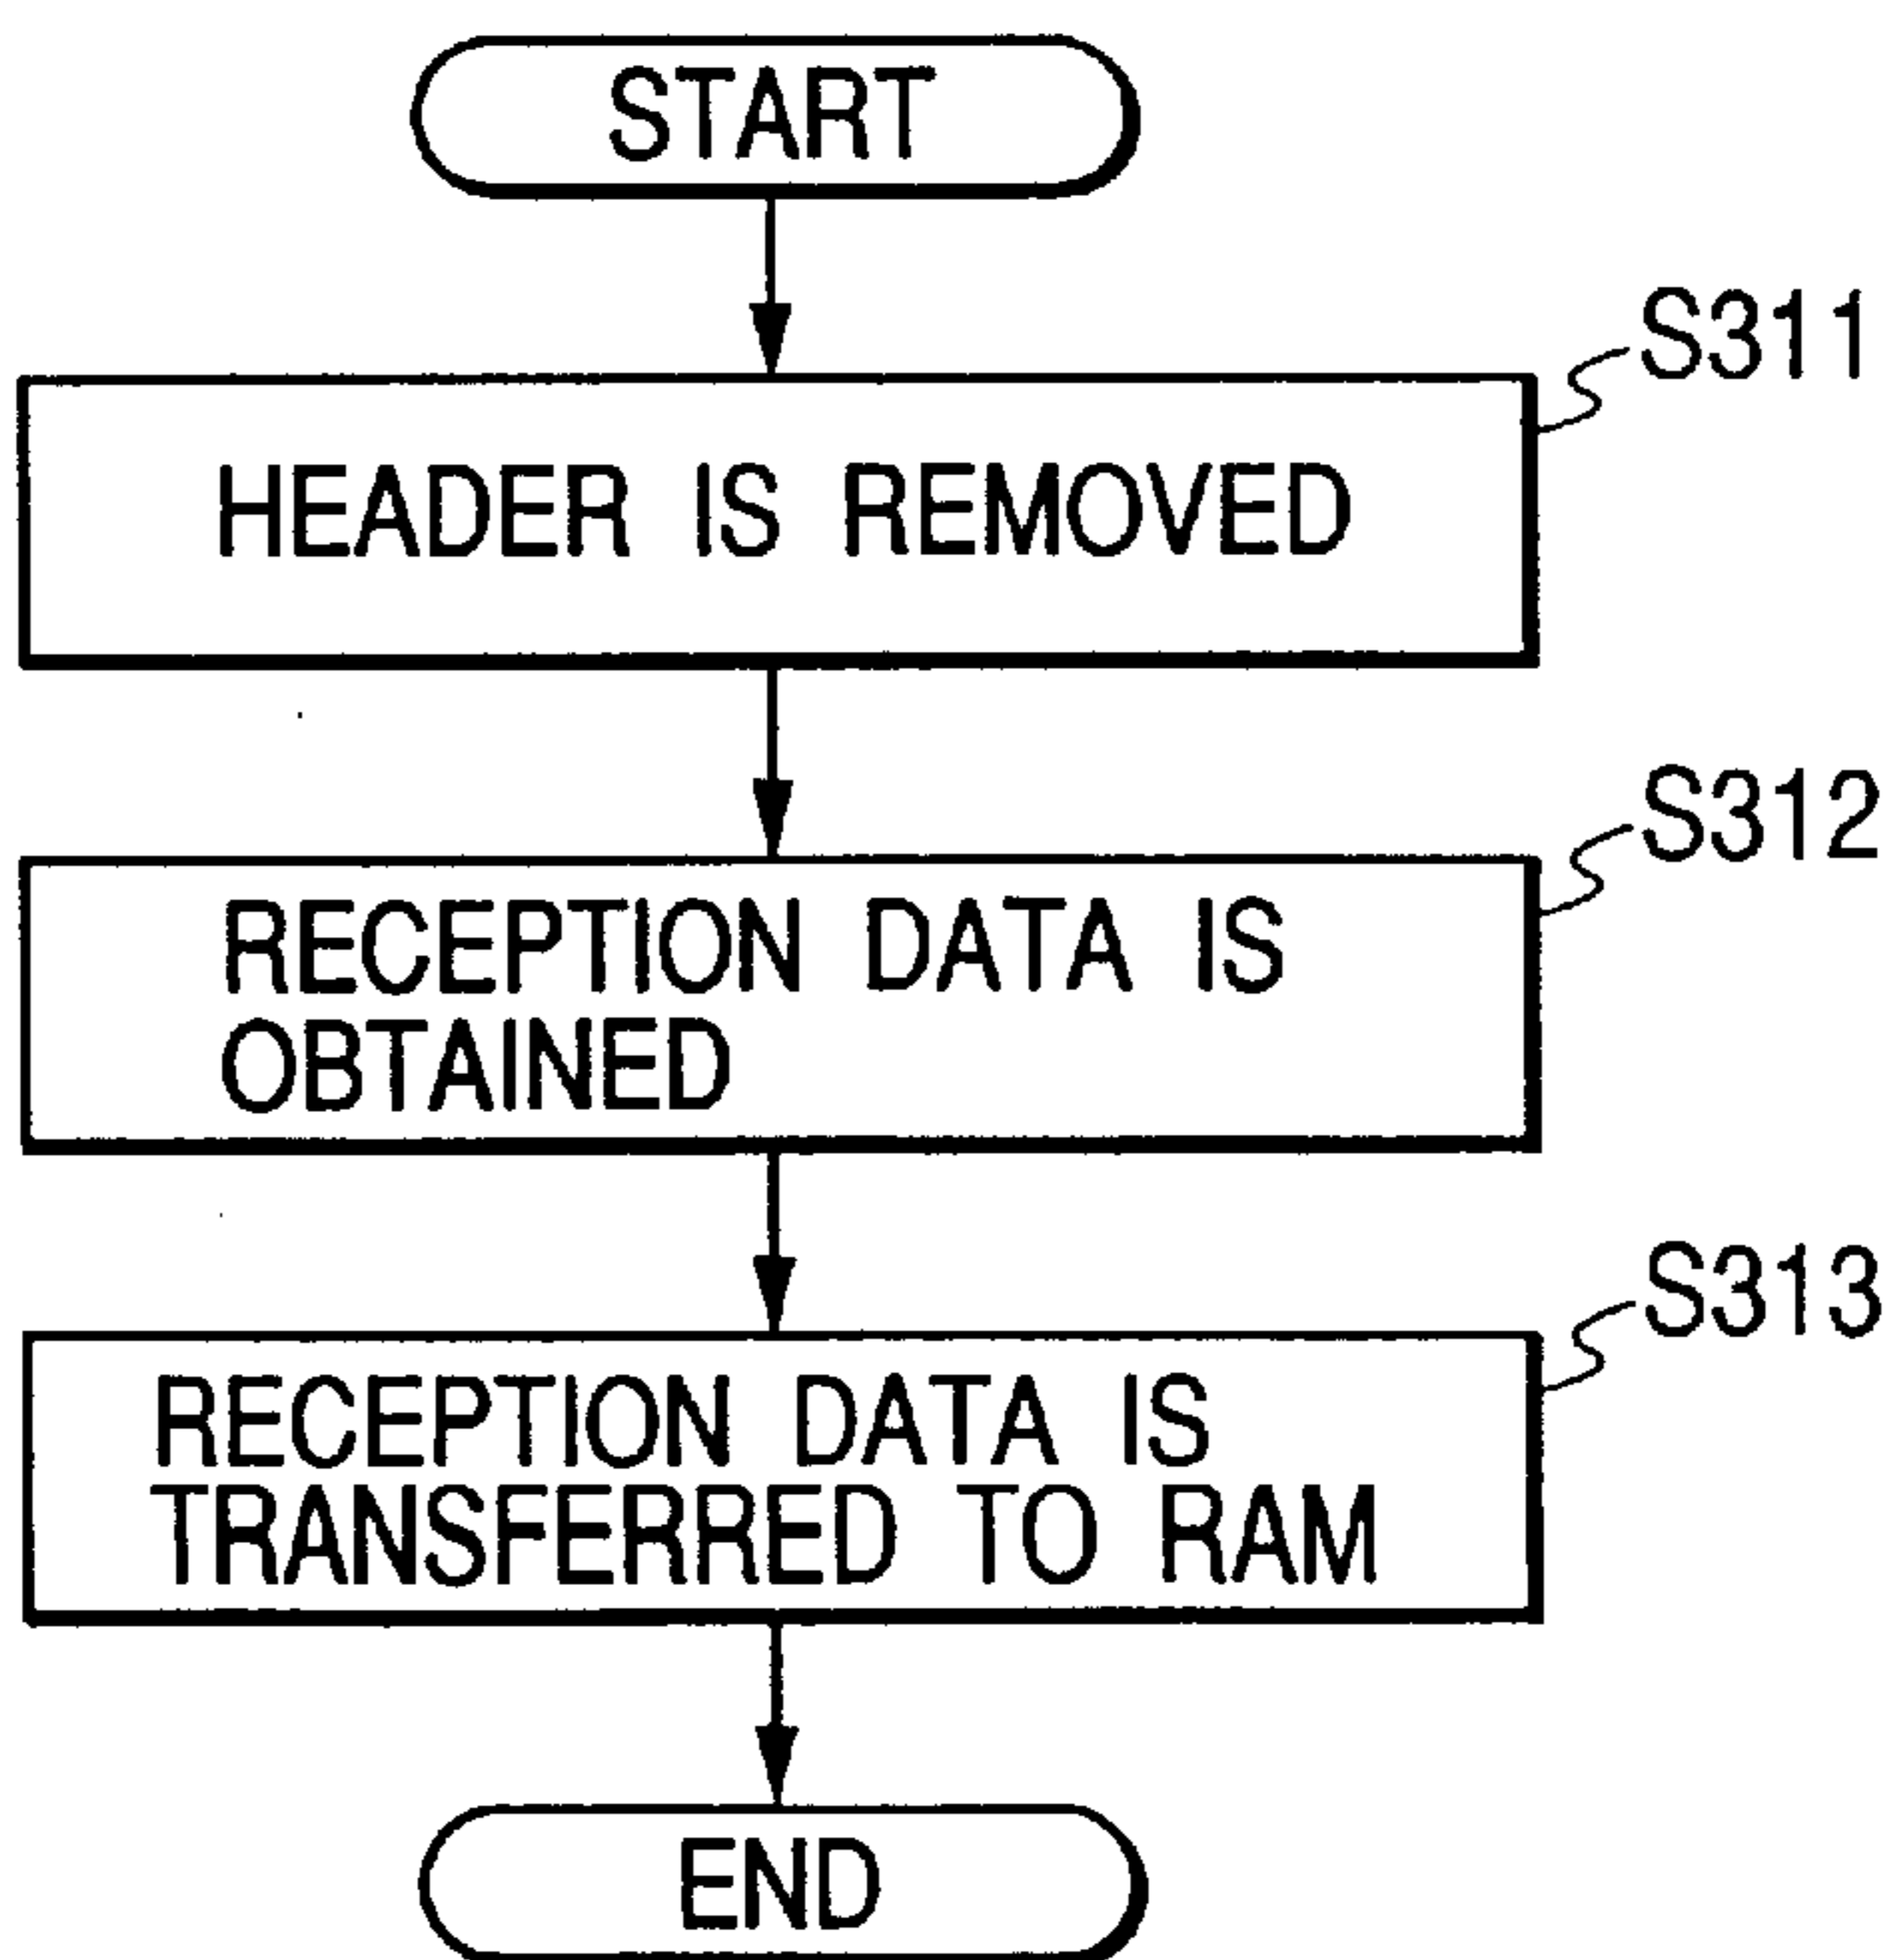 START
S311
HEADER IS REMOVED
S312
RECEPTION DATA IS
OBTAINED
S313
RECEPTION DATA IS
TRANSFERRED TO RAM
END